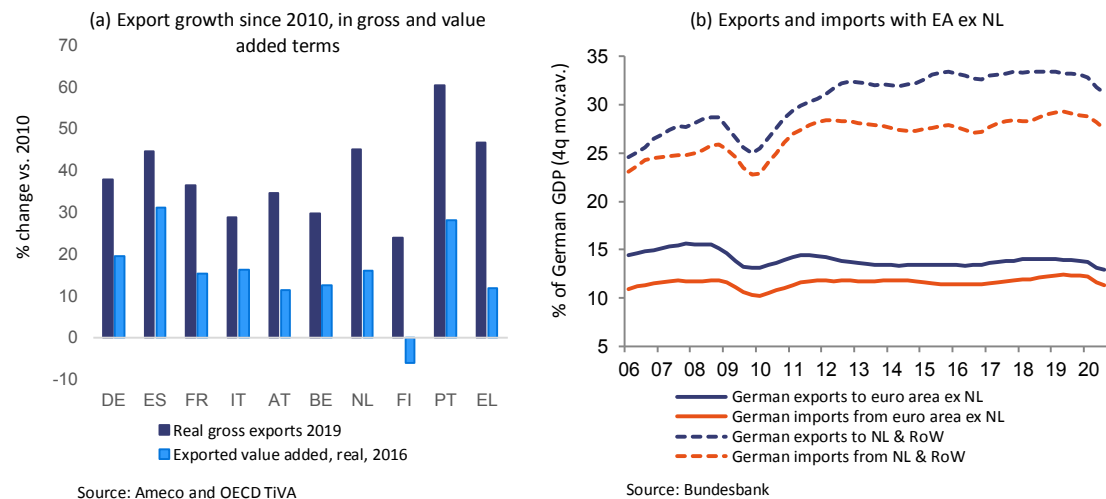 (a) Export growth since 2010, in gross and value
added terms
% change vs. 2010
70
60
50
40
30
20
10
0
-10
DE ES FR IT AT BE NL FI PT EL
Real gross exports 2019
Exported value added, real, 2016
Source: Ameco and OECD TiVA
(b) Exports and imports with EA ex NL
% of German GDP (4q mov.av.)
35
30
25
20
15
10
5
06 07 08 09 10 11 12 13 14 15 16 17 18 19 20
German exports to euro area ex NL
German imports from euro area ex NL
German exports to NL & RoW
German imports from NL & RoW
Source: Bundesbank